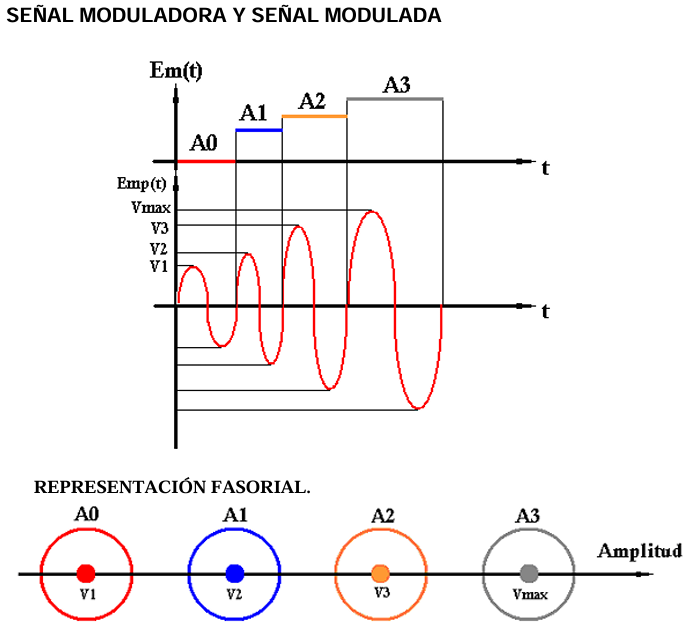 SEÑAL MODULADORA Y SEÑAL MODULADA
Em(t)
A0
A1
A2
A3
t
Emp(t)
Vmax
V3
V2
V1
t
REPRESENTACIÓN FASORIAL.
A0 A1 A2 A3
Amplitud
V1 V2 V3 Vmax